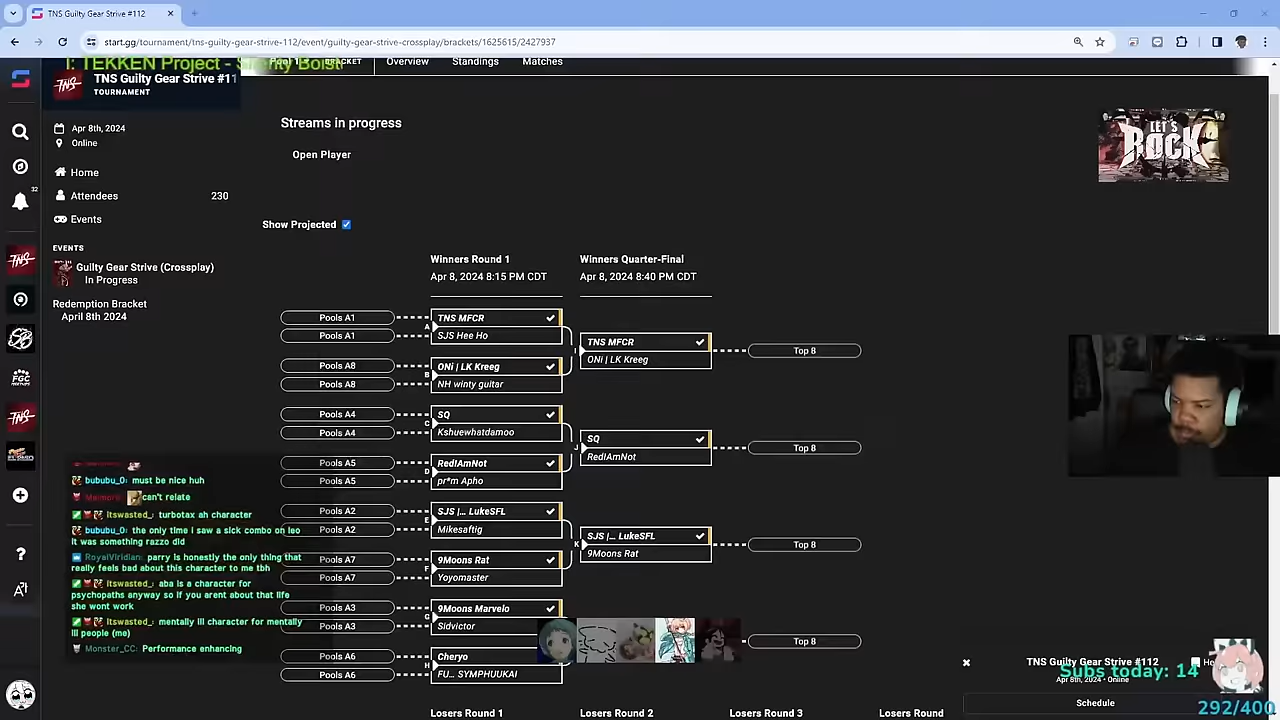 TNS Guilty Gear Strive #112
start.gg/tournament/tns-guilty-gear-strive-112/event/guilty-gear-strive-crossplay/brackets/1625615/2427937
TNS Guilty Gear Strive #11
TOURNAMENT
BRACKET
Overview
Standings
Matches
Apr 8th, 2024
Online
Home
Attendees
230
Events
EVENTS
Guilty Gear Strive (Crossplay)
In Progress
Redemption Bracket
April 8th 2024
32
TNS
FGC
TNS
Streams in progress
Open Player
LET'S
ROCK
Show Projected
Winners Round 1
Apr 8, 2024 8:15 PM CDT
Winners Quarter-Final
Apr 8, 2024 8:40 PM CDT
Pools A1
Pools A1
A
TNS MFCR
SJS Hee Ho
Pools A8
Pools A8
B
ONi | LK Kreeg
NH winty guitar
I
TNS MFCR
ONi | LK Kreeg
Top 8
Pools A4
Pools A4
C
SQ
Kshuewhatdamoo
Pools A5
Pools A5
D
RedIAmNot
pr*m Apho
J
SQ
RedIAmNot
Top 8
Pools A2
Pools A2
E
SJS |... LukeSFL
Mikesaftig
Pools A7
Pools A7
F
9Moons Rat
Yoyomaster
K
SJS |... LukeSFL
9Moons Rat
Top 8
Pools A3
Pools A3
G
9Moons Marvelo
Sidvictor
Pools A6
Pools A6
H
Cheryo
FU... SYMPHUUKAI
Top 8
Losers Round 1
Losers Round 2
Losers Round 3
Losers Round
bububu_0: must be nice huh
can't relate
itswasted_: turbotax ah character
bububu_0: the only time i saw a sick combo on leo
it was something razzo did
RoyalViridian: parry is honestly the only thing that
really feels bad about this character to me tbh
itswasted_: aba is a character for
psychopaths anyway so if you arent about that life
she wont work
itswasted_: mentally ill character for mentally
ill people (me)
Monster_CC: Performance enhancing
TNS Guilty Gear Strive #112
Apr 8th, 2024 • Online
Subs today: 14
Schedule
292/400